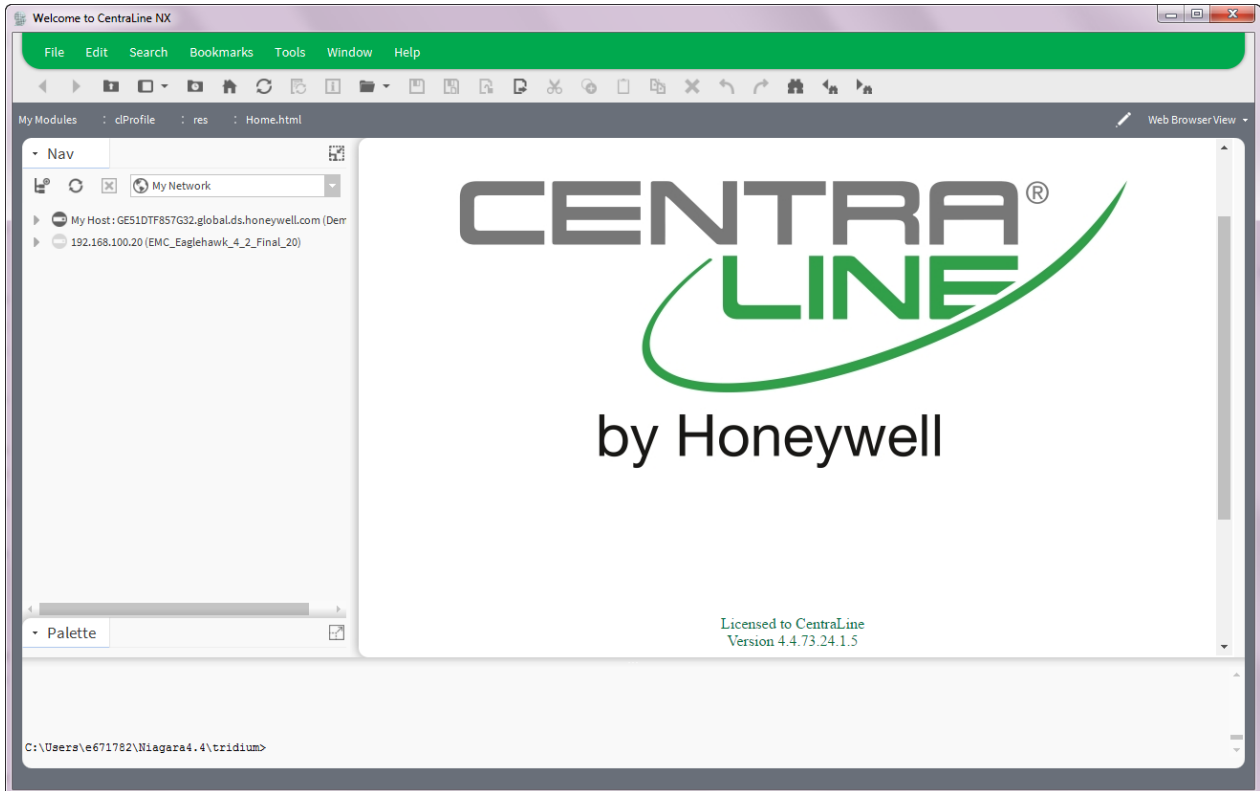 Welcome to CentraLine NX
File Edit Search Bookmarks Tools Window Help
My Modules : clProfile : res : Home.html
Web Browser View
Nav
My Network
My Host : GE51DTF857G32.global.ds.honeywell.com (Dem
192.168.100.20 (EMC_Eaglehawk_4_2_Final_20)
CENTRA®
LINE
by Honeywell
Licensed to CentraLine
Version 4.4.73.24.1.5
Palette
C:\Users\e671782\Niagara4.4\tridium>